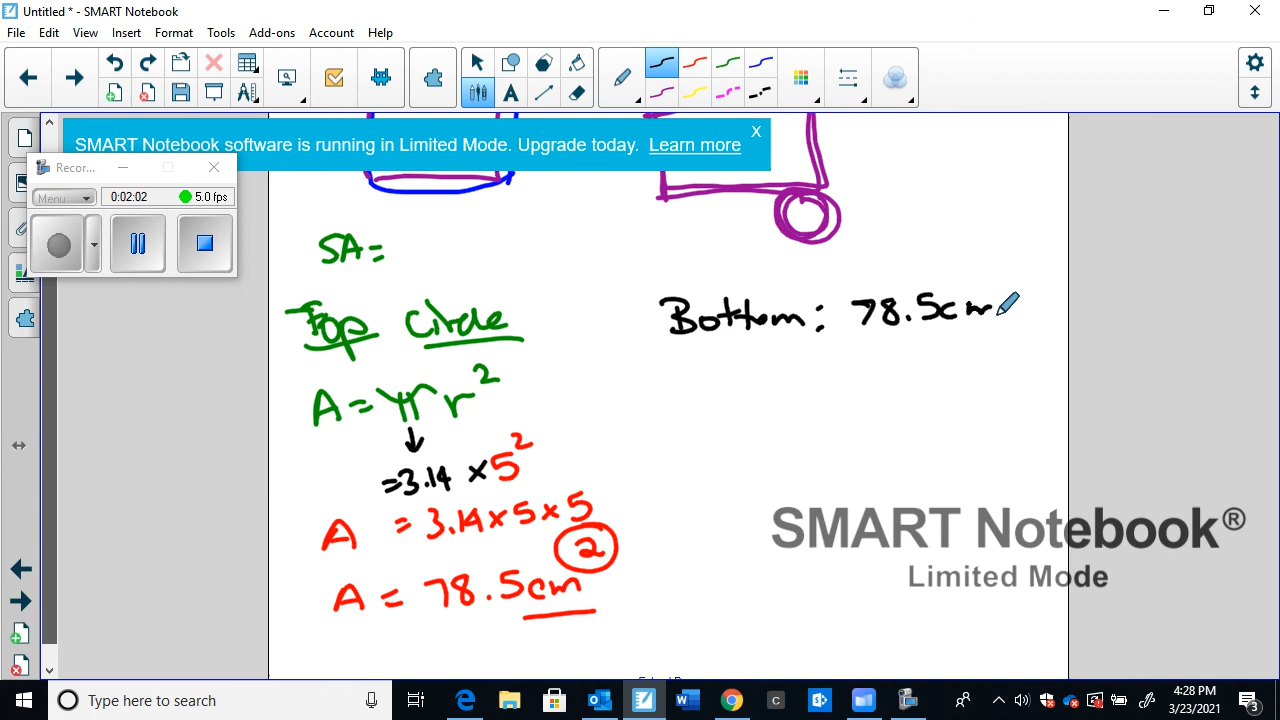 Untitled * - SMART Notebook
File Edit View Insert Format Tools Add-ons Account Help
SMART Notebook software is running in Limited Mode. Upgrade today. Learn more X
Recor...
Menu 0:02:02 5.0 fps
SA=
Top Circle
Bottom: 78.5cm
A=πr²
=3.14 ×5²
A = 3.14×5×5
A = 78.5cm²
SMART Notebook®
Limited Mode
Type here to search
4:28 PM
3/23/2021
3